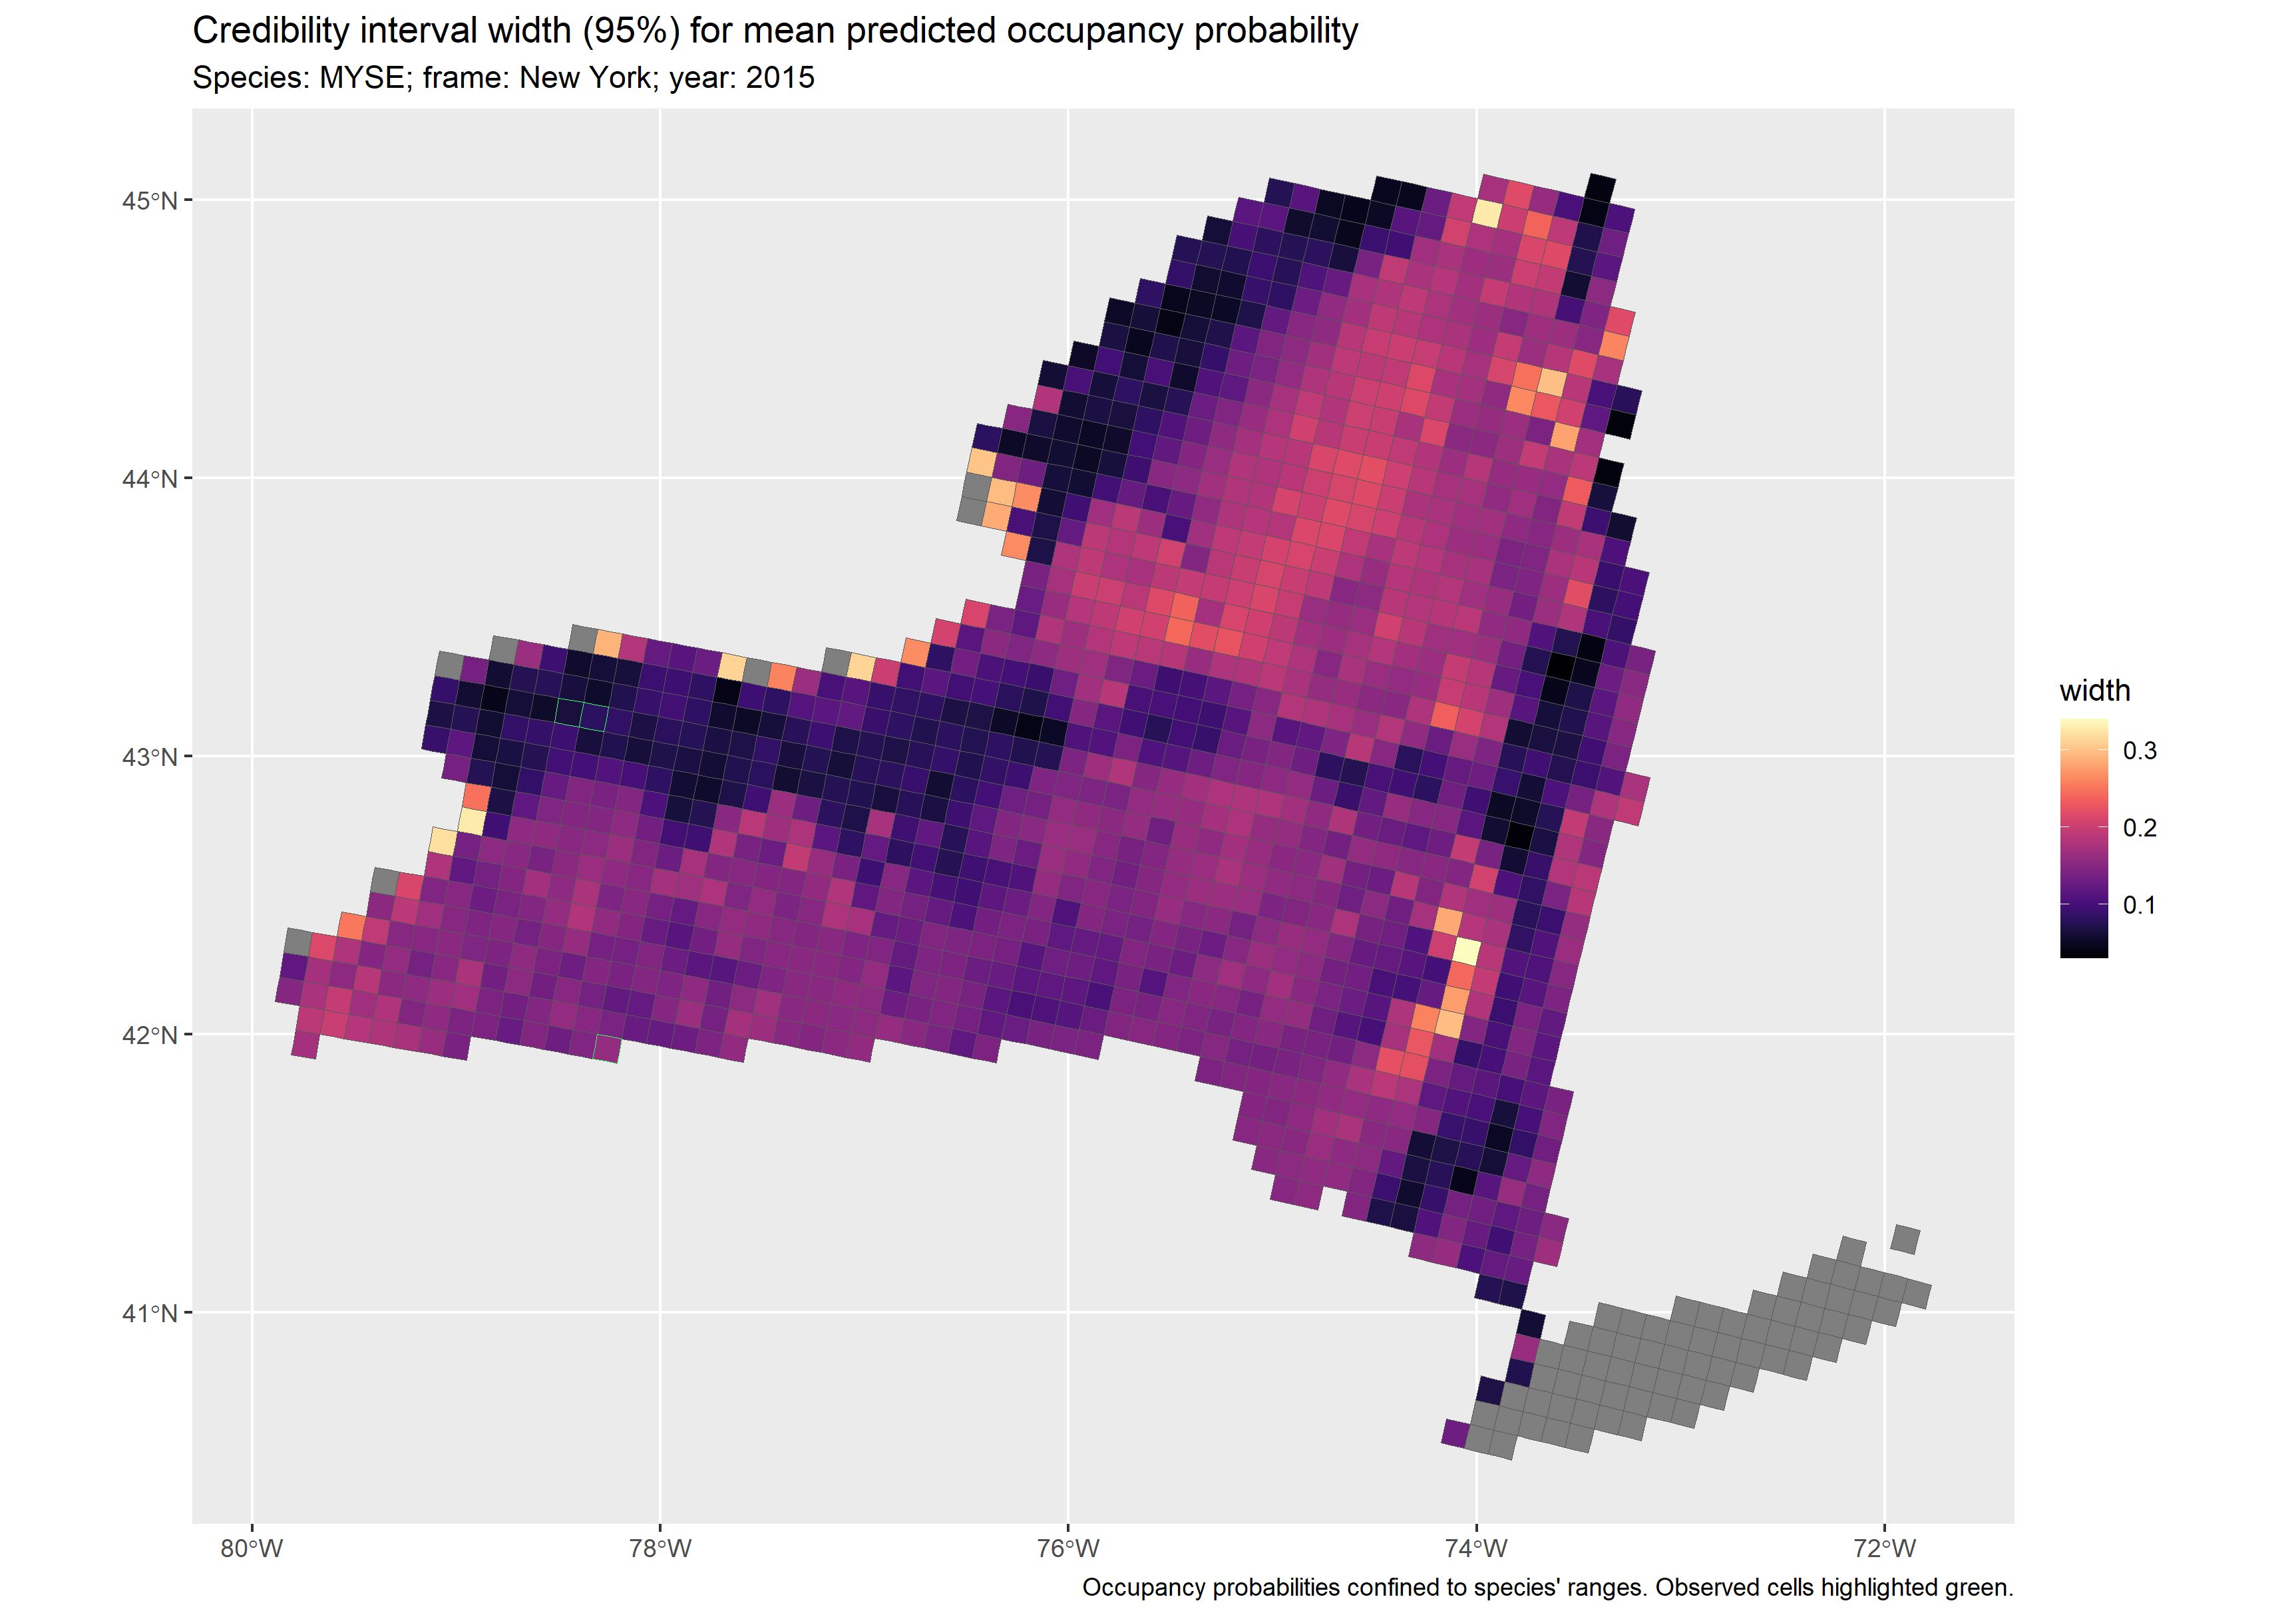 Credibility interval width (95%) for mean predicted occupancy probability
Species: MYSE; frame: New York; year: 2015
45°N
44°N
43°N
42°N
41°N
80°W
78°W
76°W
74°W
72°W
width
0.3
0.2
0.1
Occupancy probabilities confined to species' ranges. Observed cells highlighted green.